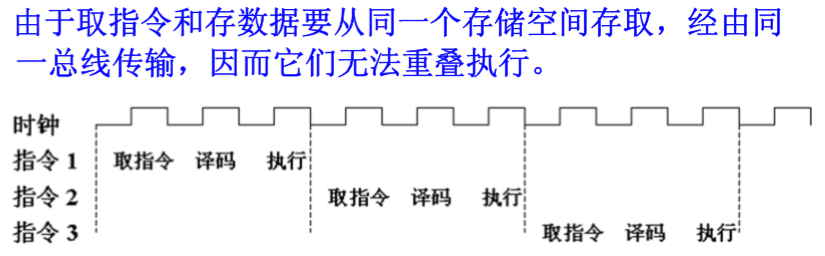 由于取指令和存数据要从同一个存储空间存取，经由同
一总线传输，因而它们无法重叠执行。
时钟
指令 1 取指令 译码 执行
指令 2 取指令 译码 执行
指令 3 取指令 译码 执行